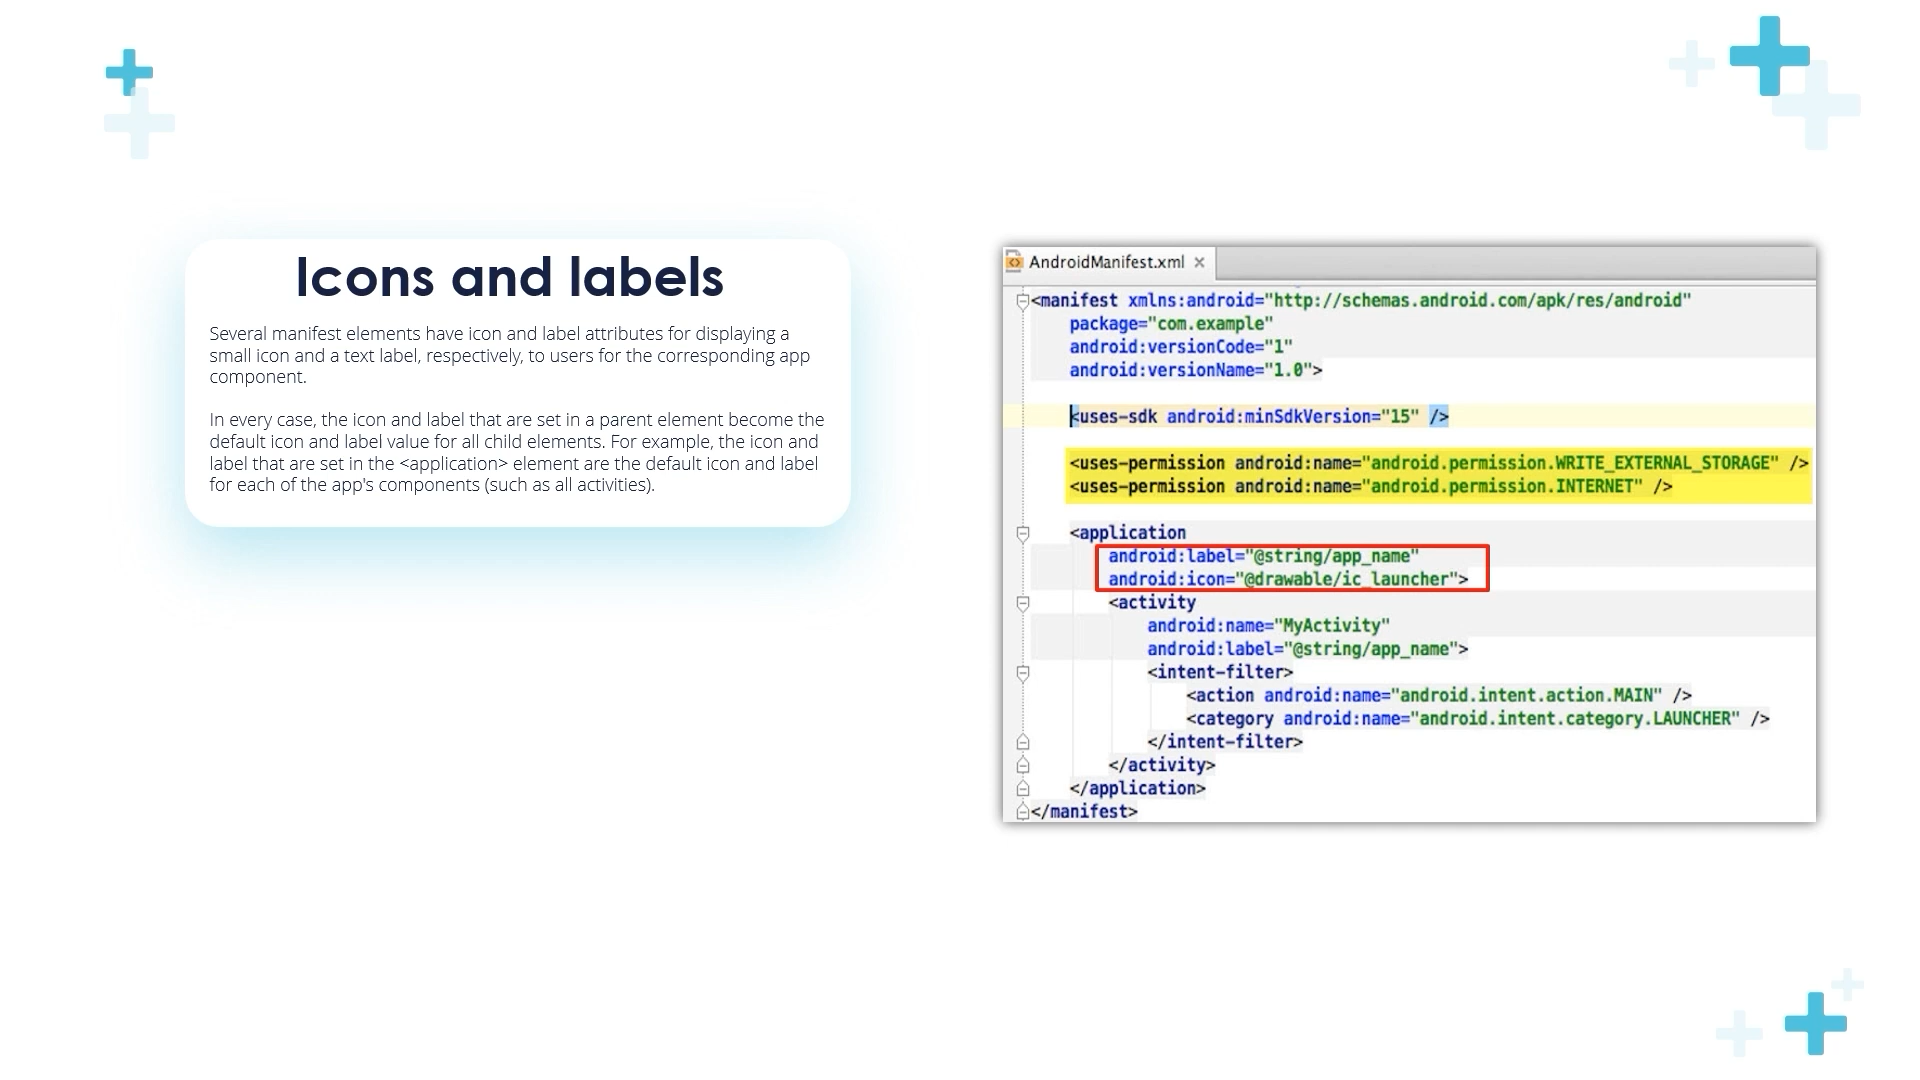 Icons and labels
Several manifest elements have icon and label attributes for displaying a
small icon and a text label, respectively, to users for the corresponding app
component.
In every case, the icon and label that are set in a parent element become the
default icon and label value for all child elements. For example, the icon and
label that are set in the <application> element are the default icon and label
for each of the app's components (such as all activities).
AndroidManifest.xml
<manifest xmlns:android="http://schemas.android.com/apk/res/android"
package="com.example"
android:versionCode="1"
android:versionName="1.0">
<uses-sdk android:minSdkVersion="15" />
<uses-permission android:name="android.permission.WRITE_EXTERNAL_STORAGE" />
<uses-permission android:name="android.permission.INTERNET" />
<application
android:label="@string/app_name"
android:icon="@drawable/ic_launcher">
<activity
android:name="MyActivity"
android:label="@string/app_name">
<intent-filter>
<action android:name="android.intent.action.MAIN" />
<category android:name="android.intent.category.LAUNCHER" />
</intent-filter>
</activity>
</application>
</manifest>